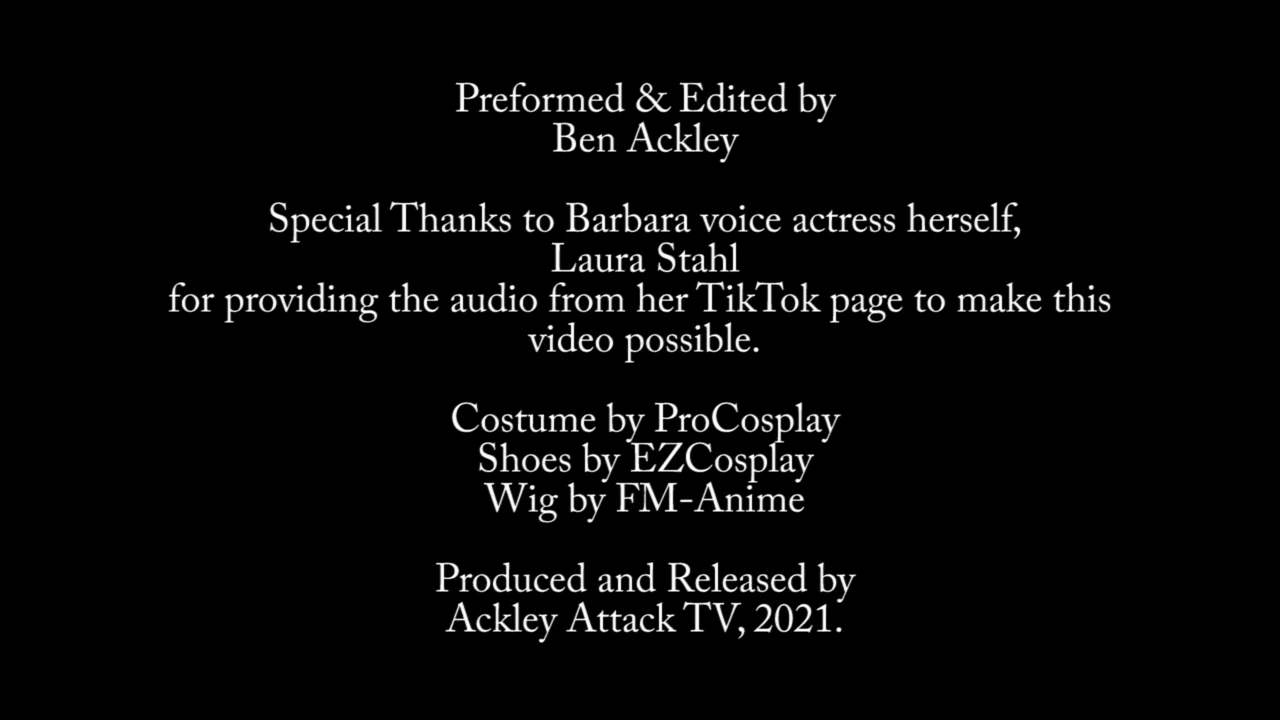 Preformed & Edited by
Ben Ackley
Special Thanks to Barbara voice actress herself,
Laura Stahl
for providing the audio from her TikTok page to make this
video possible.
Costume by ProCosplay
Shoes by EZCosplay
Wig by FM-Anime
Produced and Released by
Ackley Attack TV, 2021.